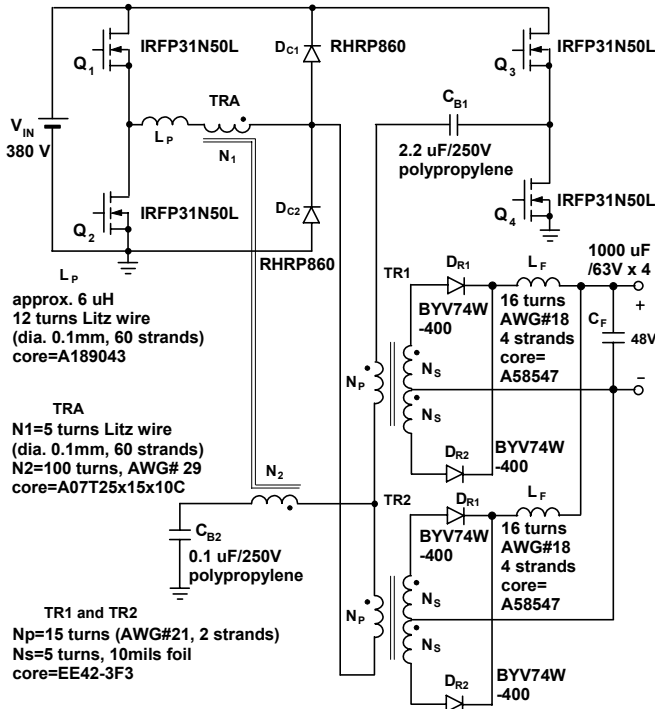 IRFP31N50L
Q1
VIN
380 V
Q2
IRFP31N50L
LP
TRA
N1
DC1
RHRP860
DC2
RHRP860
CB1
2.2 uF/250V
polypropylene
Q3
IRFP31N50L
Q4
IRFP31N50L
LP
approx. 6 uH
12 turns Litz wire
(dia. 0.1mm, 60 strands)
core=A189043
TRA
N1=5 turns Litz wire
(dia. 0.1mm, 60 strands)
N2=100 turns, AWG# 29
core=A07T25x15x10C
N2
CB2
0.1 uF/250V
polypropylene
TR1 and TR2
Np=15 turns (AWG#21, 2 strands)
Ns=5 turns, 10mils foil
core=EE42-3F3
TR1
NP
NS
NS
DR1
BYV74W
-400
DR2
BYV74W
-400
LF
16 turns
AWG#18
4 strands
core=
A58547
1000 uF
/63V x 4
+
CF
48V
−
TR2
NP
NS
NS
DR1
BYV74W
-400
DR2
BYV74W
-400
LF
16 turns
AWG#18
4 strands
core=
A58547